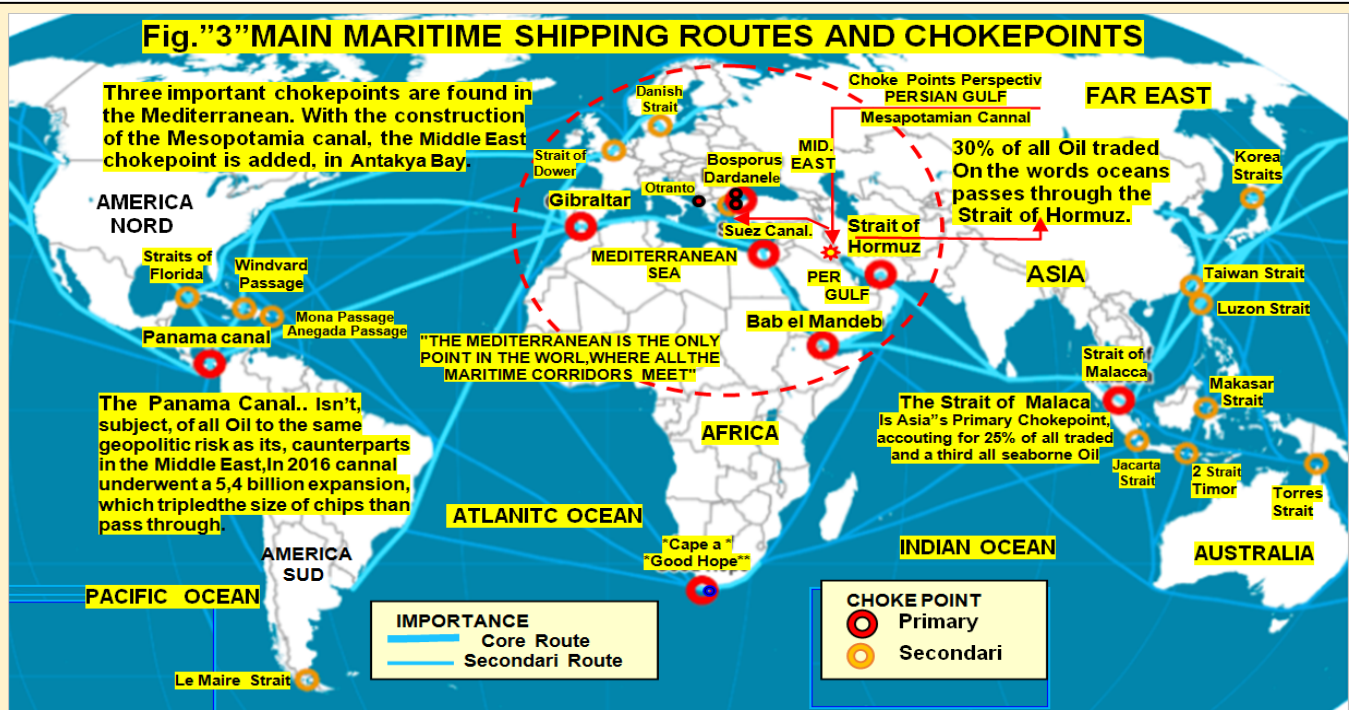 Fig."3"MAIN MARITIME SHIPPING ROUTES AND CHOKEPOINTS
Three important chokepoints are found in
the Mediterranean. With the construction
of the Mesopotamia canal, the Middle East
chokepoint is added, in Antakya Bay.
Danish
Strait
Choke Points Perspectiv
PERSIAN GULF
Mesapotamian Cannal
FAR EAST
MID.
EAST
30% of all Oil traded
On the words oceans
passes through the
Strait of Hormuz.
Korea
Straits
AMERICA
NORD
Strait of
Dower
Otranto
Bosporus
Dardanele
8
Gibraltar
Suez Canal.
Strait of
Hormuz
MEDITERRANEAN
SEA
PER
GULF
ASIA
Straits of
Florida
Windvard
Passage
Mona Passage
Anegada Passage
Panama canal
Taiwan Strait
Luzon Strait
Bab el Mandeb
"THE MEDITERRANEAN IS THE ONLY
POINT IN THE WORL,WHERE ALLTHE
MARITIME CORRIDORS MEET"
Strait of
Malacca
Makasar
Strait
The Panama Canal.. Isn't,
subject, of all Oil to the same
geopolitic risk as its, caunterparts
in the Middle East,In 2016 cannal
underwent a 5,4 billion expansion,
which tripledthe size of chips than
pass through.
AFRICA
The Strait of Malaca
Is Asia"s Primary Chokepoint,
accouting for 25% of all traded
and a third all seaborne Oil
Jacarta
Strait
2 Strait
Timor
Torres
Strait
ATLANITC OCEAN
*Cape a *
*Good Hope**
INDIAN OCEAN
AUSTRALIA
AMERICA
SUD
PACIFIC OCEAN
IMPORTANCE
Core Route
Secondari Route
CHOKE POINT
Primary
Secondari
Le Maire Strait